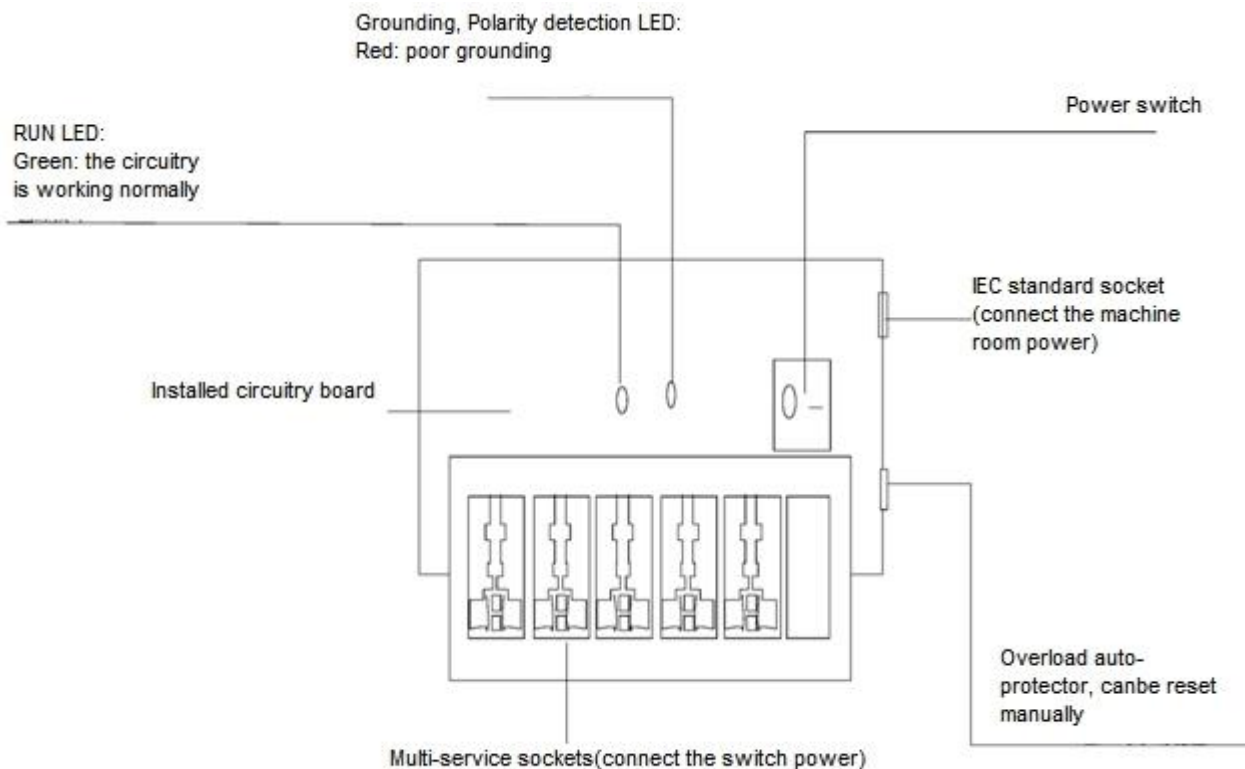 Grounding, Polarity detection LED:
Red: poor grounding
Power switch
RUN LED:
Green: the circuitry
is working normally
IEC standard socket
(connect the machine
room power)
Installed circuitry board
Overload auto-
protector, canbe reset
manually
Multi-service sockets(connect the switch power)